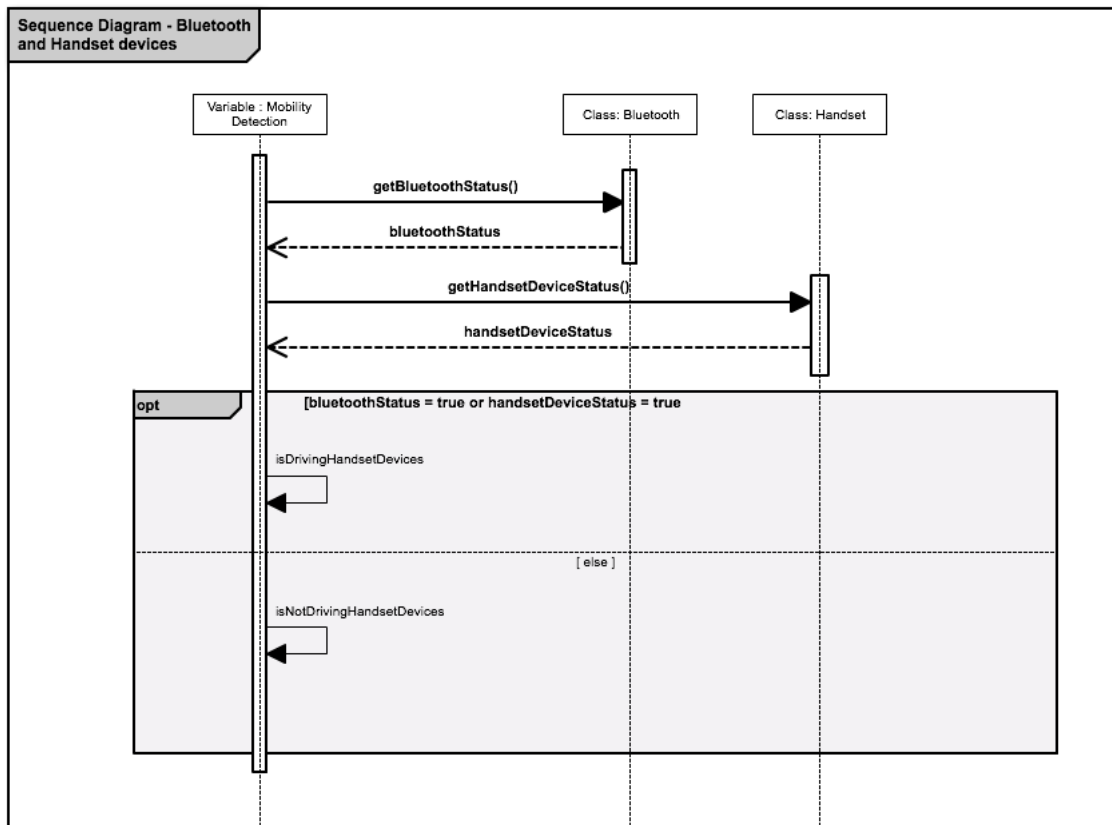 Sequence Diagram - Bluetooth
and Handset devices
Variable : Mobility
Detection
Class: Bluetooth
Class: Handset
getBluetoothStatus()
bluetoothStatus
getHandsetDeviceStatus()
handsetDeviceStatus
opt
[bluetoothStatus = true or handsetDeviceStatus = true
isDrivingHandsetDevices
[ else ]
isNotDrivingHandsetDevices